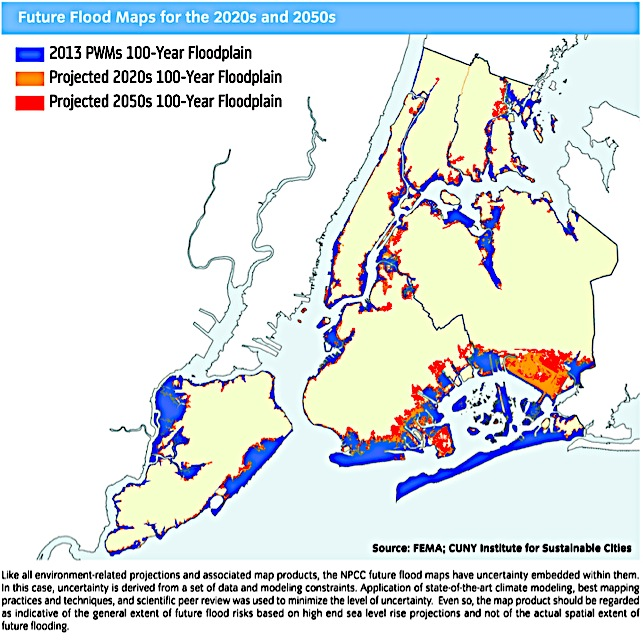 Future Flood Maps for the 2020s and 2050s
2013 PWMs 100-Year Floodplain
Projected 2020s 100-Year Floodplain
Projected 2050s 100-Year Floodplain
Source: FEMA; CUNY Institute for Sustainable Cities
Like all environment-related projections and associated map products, the NPCC future flood maps have uncertainty embedded within them.
In this case, uncertainty is derived from a set of data and modeling constraints. Application of state-of-the-art climate modeling, best mapping
practices and techniques, and scientific peer review was used to minimize the level of uncertainty. Even so, the map product should be regarded
as indicative of the general extent of future flood risks based on high end sea level rise projections and not of the actual spatial extent of
future flooding.